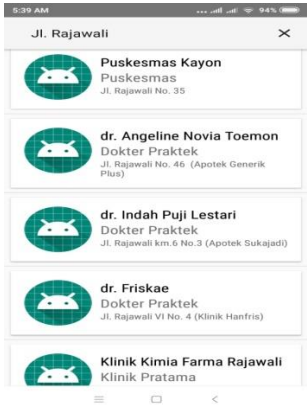 5:39 AM
94%
Jl. Rajawali
Puskesmas Kayon
Puskesmas
Jl. Rajawali No. 35
dr. Angeline Novia Toemon
Dokter Praktek
Jl. Rajawali No. 46 (Apotek Generik
Plus)
dr. Indah Puji Lestari
Dokter Praktek
Jl. Rajawali km.6 No.3 (Apotek Sukajadi)
dr. Friskae
Dokter Praktek
Jl. Rajawali VI No. 4 (Klinik Hanfris)
Klinik Kimia Farma Rajawali
Klinik Pratama